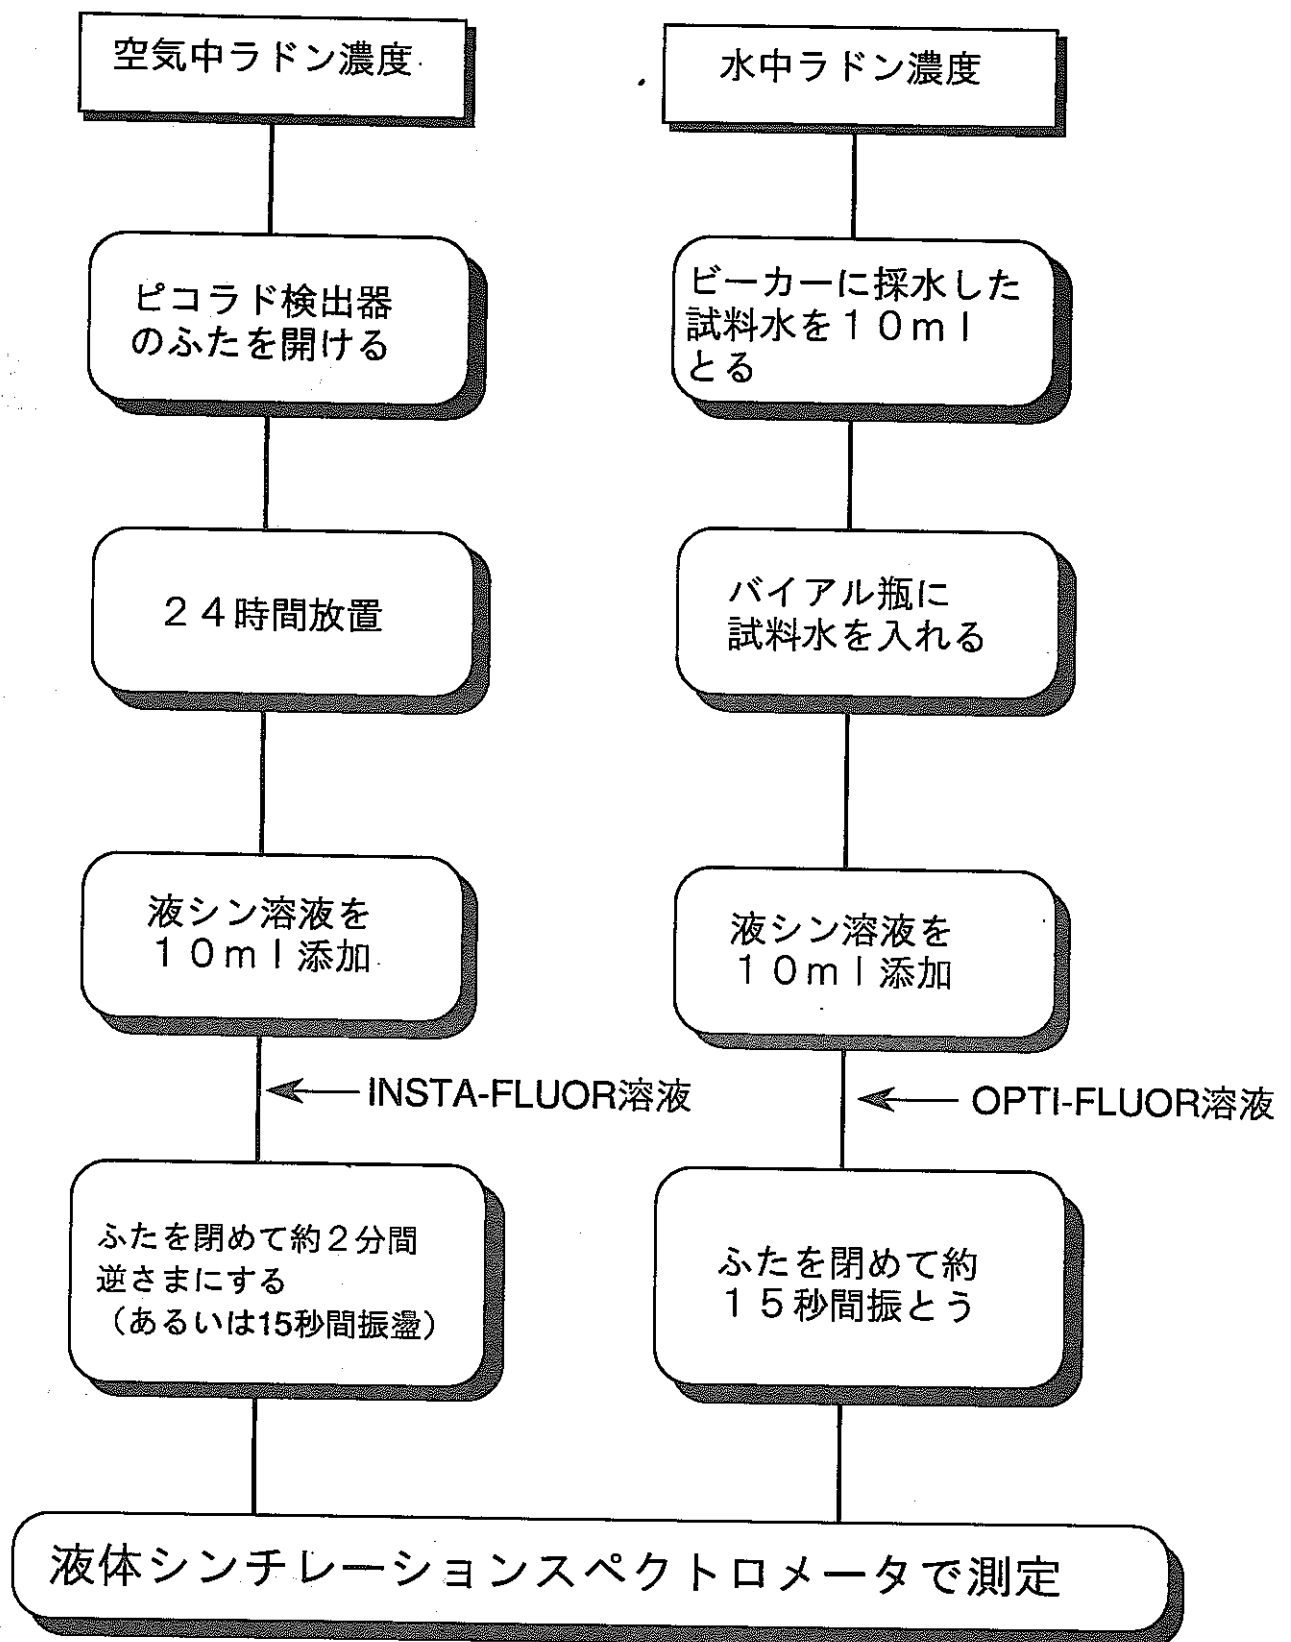 空気中ラドン濃度
ピコラド検出器
のふたを開ける
２４時間放置
液シン溶液を
１０ｍｌ添加
INSTA-FLUOR溶液
ふたを閉めて約２分間
逆さまにする
（あるいは15秒間振盪）
水中ラドン濃度
ビーカーに採水した
試料水を１０ｍｌ
とる
バイアル瓶に
試料水を入れる
液シン溶液を
１０ｍｌ添加
OPTI-FLUOR溶液
ふたを閉めて約
１５秒間振とう
液体シンチレーションスペクトロメータで測定